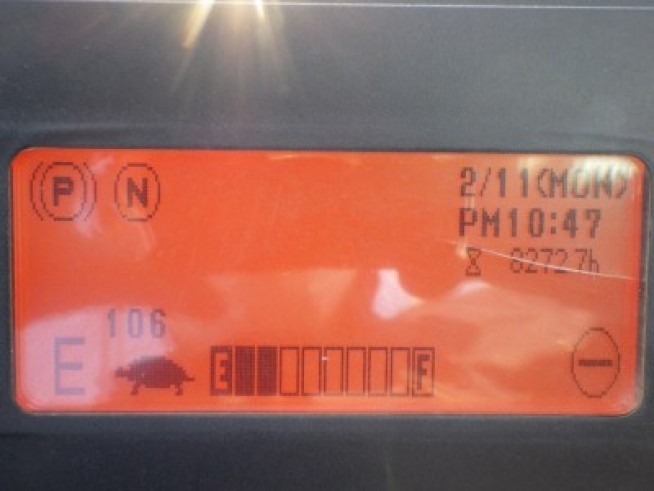 (P) N 2/11(MON)
PM10:47
8272.7h
106
E
E F